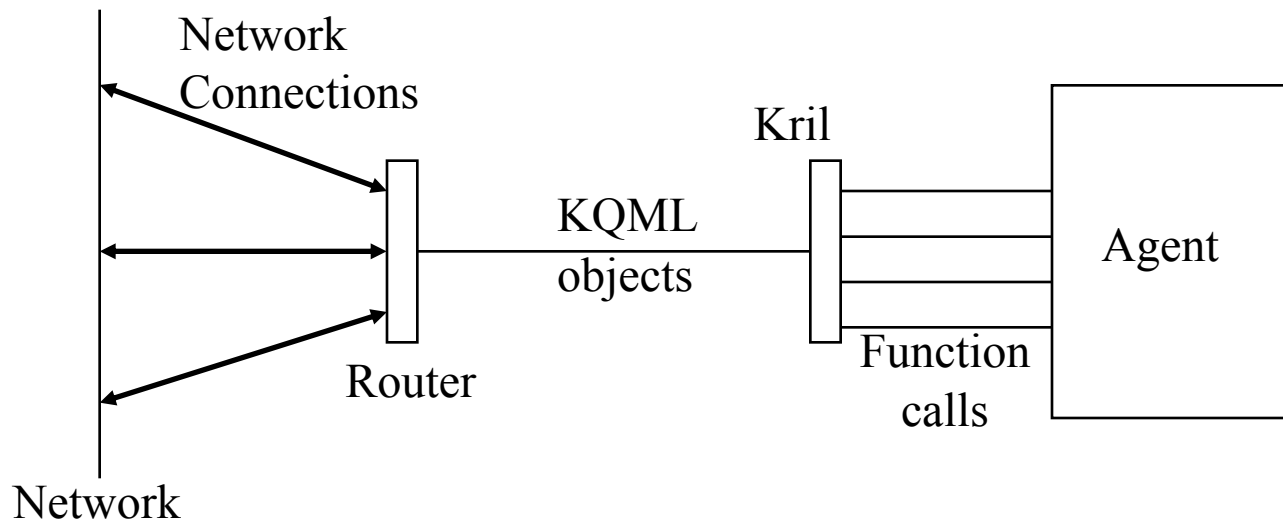 Network
Connections
Kril
KQML
objects
Agent
Function
calls
Router
Network